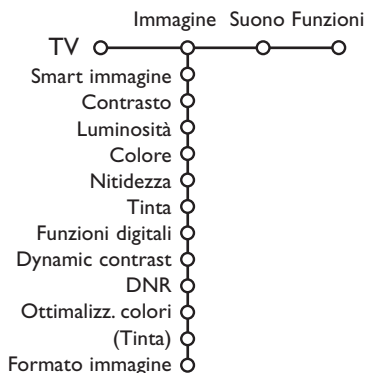 Immagine Suono Funzioni
TV
Smart immagine
Contrasto
Luminosità
Colore
Nitidezza
Tinta
Funzioni digitali
Dynamic contrast
DNR
Ottimalizz. colori
(Tinta)
Formato immagine